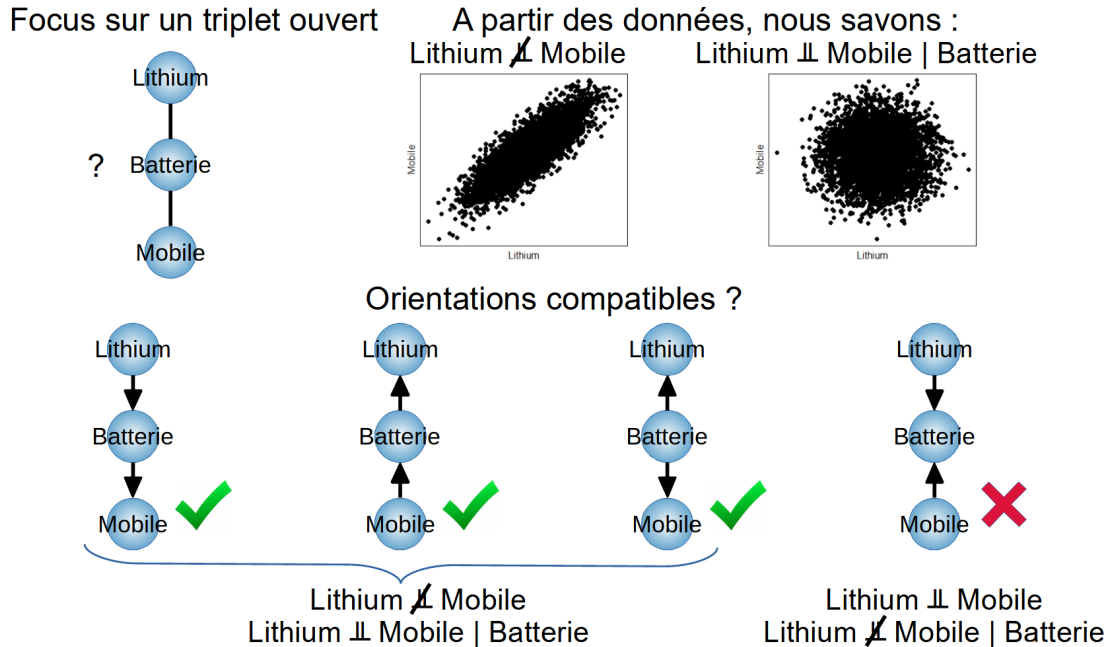 Focus sur un triplet ouvert
A partir des données, nous savons :
Lithium ⫫̸ Mobile
Lithium ⫫ Mobile | Batterie
Lithium
? Batterie
Mobile
Mobile
Lithium
Mobile
Lithium
Orientations compatibles ?
Lithium
Batterie
Mobile
Lithium
Batterie
Mobile
Lithium
Batterie
Mobile
Lithium
Batterie
Mobile
Lithium ⫫̸ Mobile
Lithium ⫫ Mobile | Batterie
Lithium ⫫ Mobile
Lithium ⫫̸ Mobile | Batterie